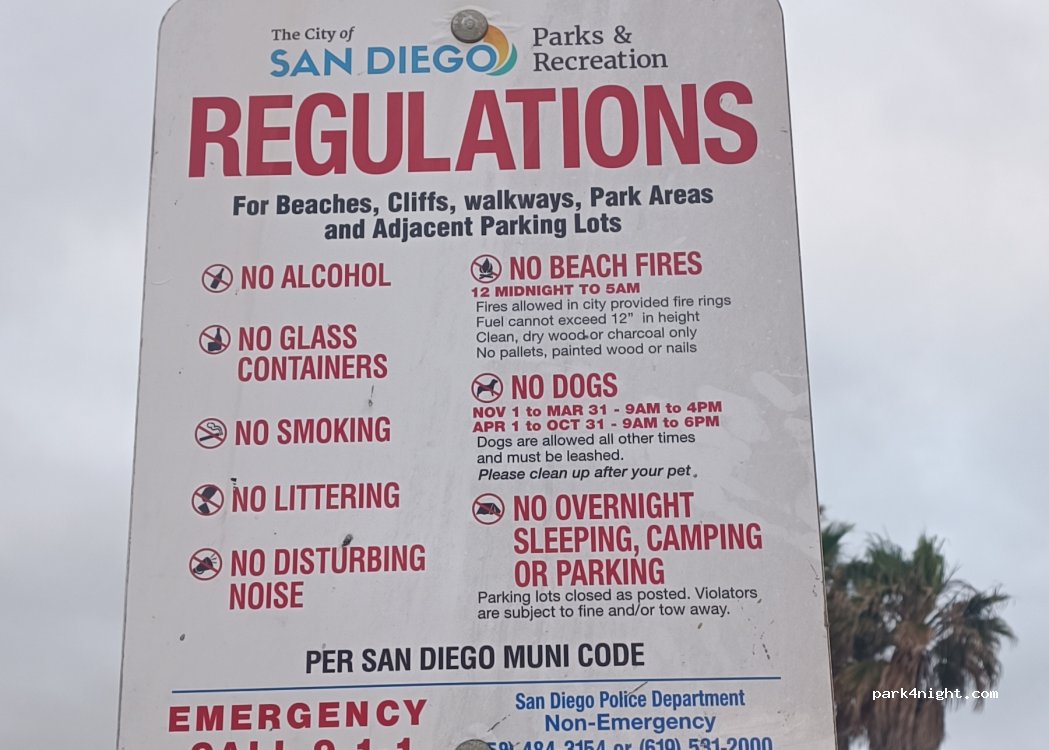 The City of
SAN DIEGO
Parks &
Recreation
REGULATIONS
For Beaches, Cliffs, walkways, Park Areas
and Adjacent Parking Lots
NO ALCOHOL
NO GLASS
CONTAINERS
NO SMOKING
NO LITTERING
NO DISTURBING
NOISE
NO BEACH FIRES
12 MIDNIGHT TO 5AM
Fires allowed in city provided fire rings
Fuel cannot exceed 12” in height
Clean, dry wood or charcoal only
No pallets, painted wood or nails
NO DOGS
NOV 1 to MAR 31 - 9AM to 4PM
APR 1 to OCT 31 - 9AM to 6PM
Dogs are allowed all other times
and must be leashed.
Please clean up after your pet.
NO OVERNIGHT
SLEEPING, CAMPING
OR PARKING
Parking lots closed as posted. Violators
are subject to fine and/or tow away.
PER SAN DIEGO MUNI CODE
EMERGENCY
CALL 9-1-1
San Diego Police Department
Non-Emergency
484-3154 or (619) 531-2000
park4night.com